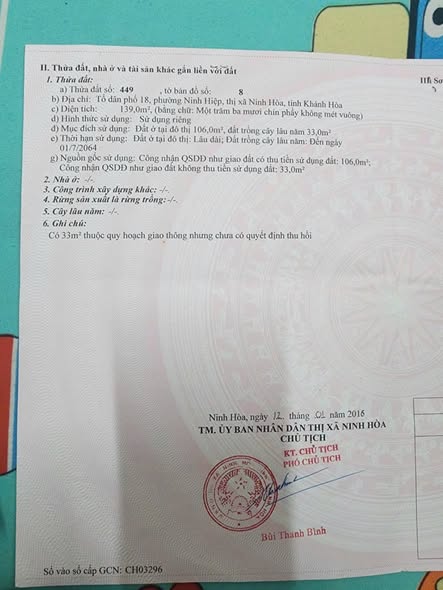 II. Thửa đất, nhà ở và tài sản khác gắn liền với đất
1. Thửa đất:
a) Thửa đất số: 449 , tờ bản đồ số: 8
b) Địa chỉ: Tổ dân phố 18, phường Ninh Hiệp, thị xã Ninh Hòa, tỉnh Khánh Hòa
c) Diện tích: 139,0m², (bằng chữ: Một trăm ba mươi chín phẩy không mét vuông)
d) Hình thức sử dụng: Sử dụng riêng
đ) Mục đích sử dụng: Đất ở tại đô thị 106,0m², đất trồng cây lâu năm 33,0m²
e) Thời hạn sử dụng: Đất ở tại đô thị: Lâu dài; Đất trồng cây lâu năm: Đến ngày
01/7/2064
g) Nguồn gốc sử dụng: Công nhận QSDĐ như giao đất có thu tiền sử dụng đất: 106,0m²;
Công nhận QSDĐ như giao đất không thu tiền sử dụng đất: 33,0m²
2. Nhà ở: -/-.
3. Công trình xây dựng khác: -/-.
4. Rừng sản xuất là rừng trồng: -/-.
5. Cây lâu năm: -/-.
6. Ghi chú:
Có 33m² thuộc quy hoạch giao thông nhưng chưa có quyết định thu hồi
Ninh Hòa, ngày 12 tháng 01 năm 2016
TM. ỦY BAN NHÂN DÂN THỊ XÃ NINH HÒA
CHỦ TỊCH
KT. CHỦ TỊCH
PHÓ CHỦ TỊCH
Bùi Thanh Bình
Số vào sổ cấp GCN: CH03296